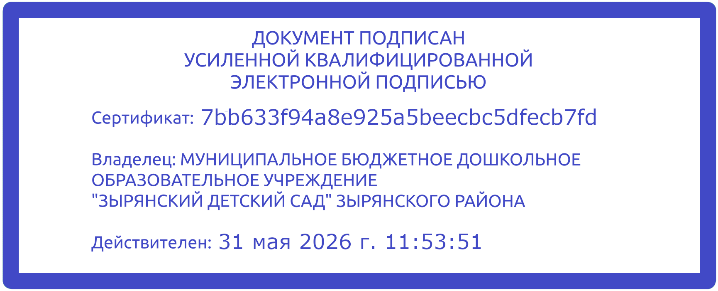 ДОКУМЕНТ ПОДПИСАН
УСИЛЕННОЙ КВАЛИФИЦИРОВАННОЙ
ЭЛЕКТРОННОЙ ПОДПИСЬЮ
Сертификат: 7bb633f94a8e925a5beecbc5dfecb7fd
Владелец: МУНИЦИПАЛЬНОЕ БЮДЖЕТНОЕ ДОШКОЛЬНОЕ
ОБРАЗОВАТЕЛЬНОЕ УЧРЕЖДЕНИЕ
"ЗЫРЯНСКИЙ ДЕТСКИЙ САД" ЗЫРЯНСКОГО РАЙОНА
Действителен: 31 мая 2026 г. 11:53:51